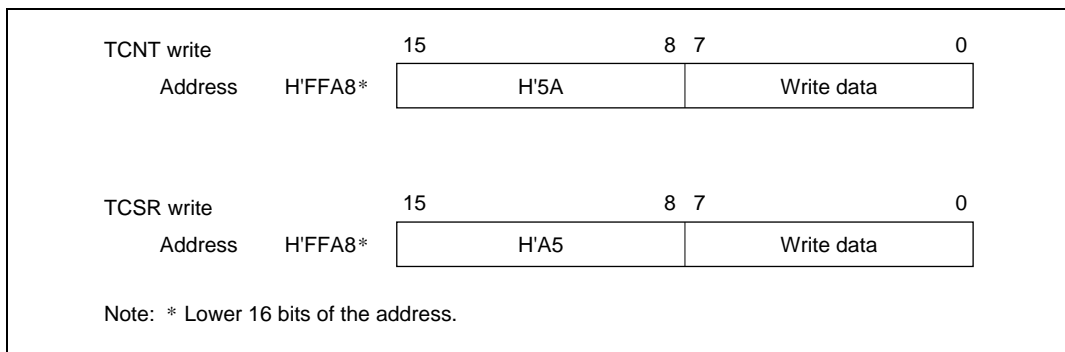 TCNT write 15 8 7 0
Address H'FFA8* H'5A Write data
TCSR write 15 8 7 0
Address H'FFA8* H'A5 Write data
Note: * Lower 16 bits of the address.